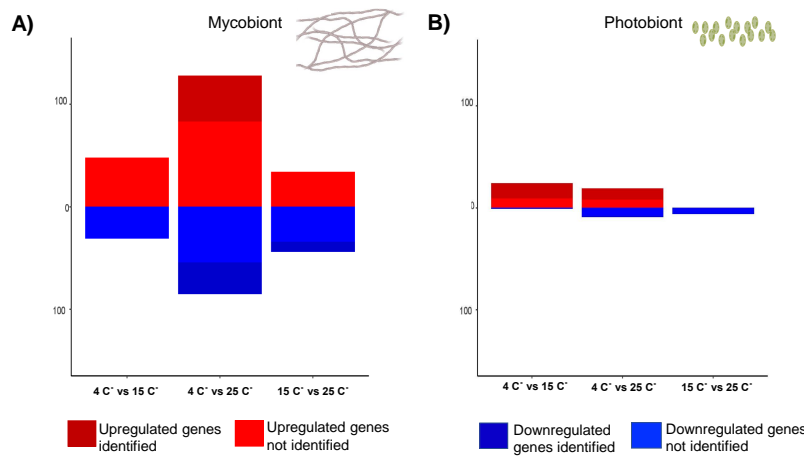 A)
Mycobiont
100
0
100
4 C˗ vs 15 C˗
4 C˗ vs 25 C˗
15 C˗ vs 25 C˗
B)
Photobiont
100
0
100
4 C˗ vs 15 C˗
4 C˗ vs 25 C˗
15 C˗ vs 25 C˗
Upregulated genes
identified
Upregulated genes
not identified
Downregulated
genes identified
Downregulated genes
not identified